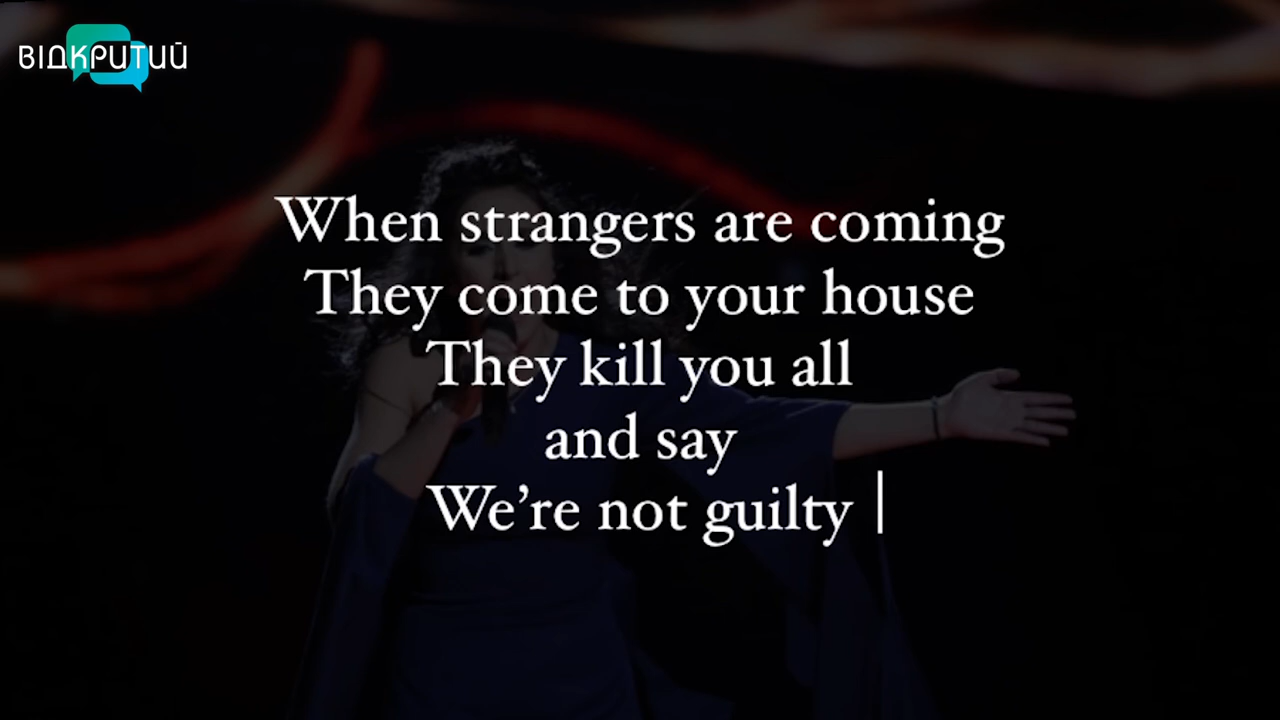 ВІДКРИТИЙ
When strangers are coming
They come to your house
They kill you all
and say
We’re not guilty